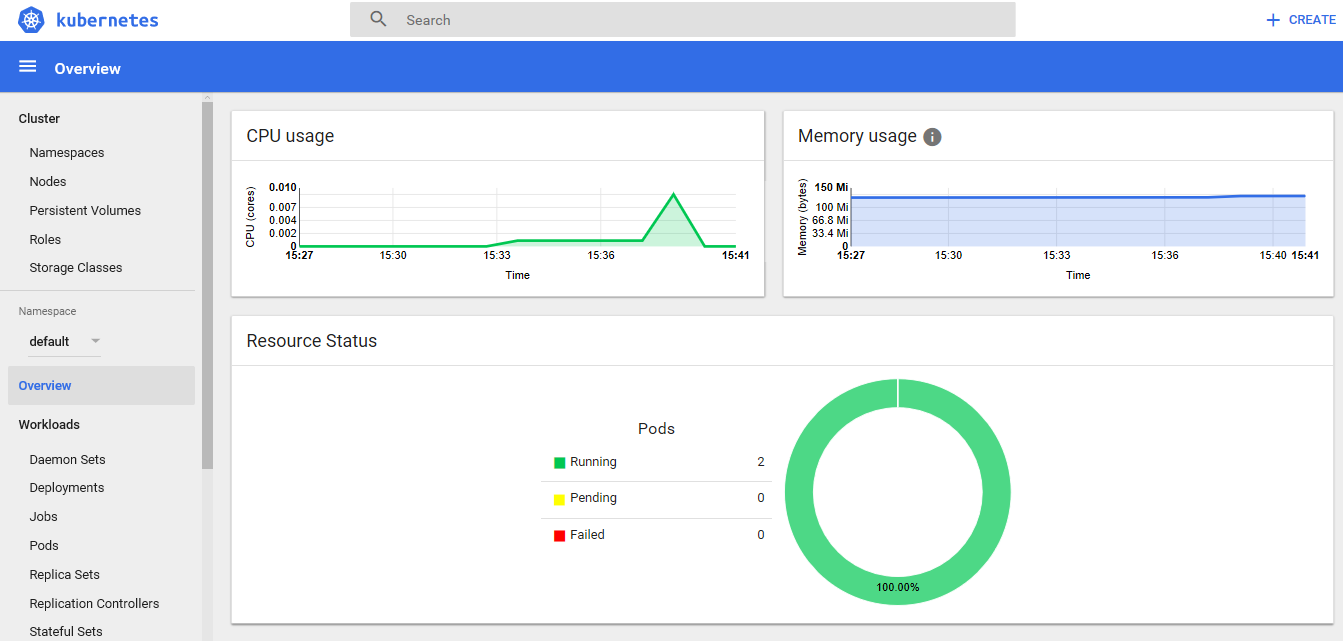 kubernetes
Search
CREATE
Overview
Cluster
Namespaces
Nodes
Persistent Volumes
Roles
Storage Classes
Namespace
default
Overview
Workloads
Daemon Sets
Deployments
Jobs
Pods
Replica Sets
Replication Controllers
Stateful Sets
CPU usage
CPU (cores)
0.010
0.007
0.004
0.002
0
15:27 15:30 15:33 15:36 15:41
Time
Memory usage
Memory (bytes)
150 Mi
100 Mi
66.8 Mi
33.4 Mi
0
15:27 15:30 15:33 15:36 15:40 15:41
Time
Resource Status
Pods
Running 2
Pending 0
Failed 0
100.00%